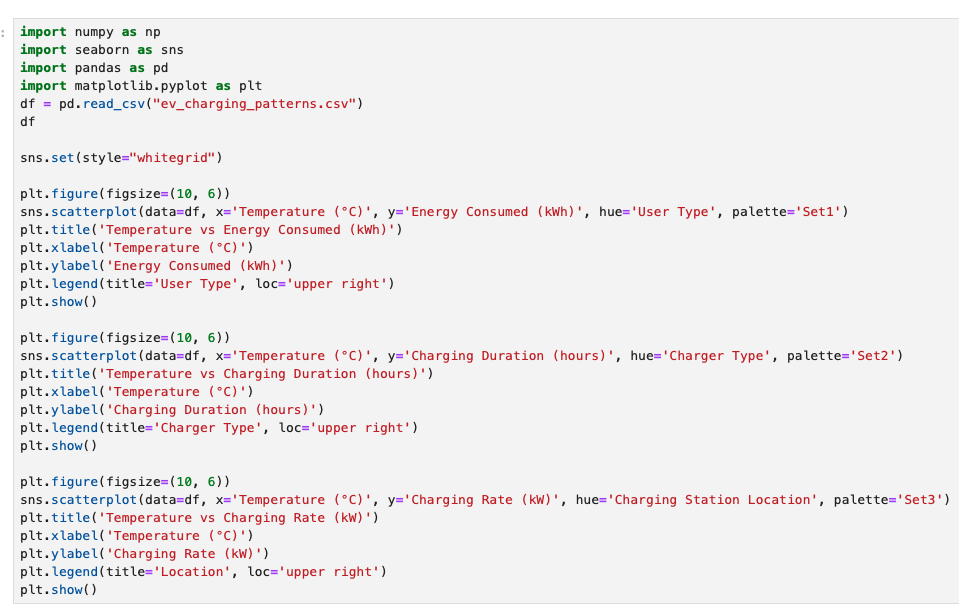 :
import numpy as np
import seaborn as sns
import pandas as pd
import matplotlib.pyplot as plt
df = pd.read_csv("ev_charging_patterns.csv")
df
sns.set(style="whitegrid")
plt.figure(figsize=(10, 6))
sns.scatterplot(data=df, x='Temperature (°C)', y='Energy Consumed (kWh)', hue='User Type', palette='Set1')
plt.title('Temperature vs Energy Consumed (kWh)')
plt.xlabel('Temperature (°C)')
plt.ylabel('Energy Consumed (kWh)')
plt.legend(title='User Type', loc='upper right')
plt.show()
plt.figure(figsize=(10, 6))
sns.scatterplot(data=df, x='Temperature (°C)', y='Charging Duration (hours)', hue='Charger Type', palette='Set2')
plt.title('Temperature vs Charging Duration (hours)')
plt.xlabel('Temperature (°C)')
plt.ylabel('Charging Duration (hours)')
plt.legend(title='Charger Type', loc='upper right')
plt.show()
plt.figure(figsize=(10, 6))
sns.scatterplot(data=df, x='Temperature (°C)', y='Charging Rate (kW)', hue='Charging Station Location', palette='Set3')
plt.title('Temperature vs Charging Rate (kW)')
plt.xlabel('Temperature (°C)')
plt.ylabel('Charging Rate (kW)')
plt.legend(title='Location', loc='upper right')
plt.show()